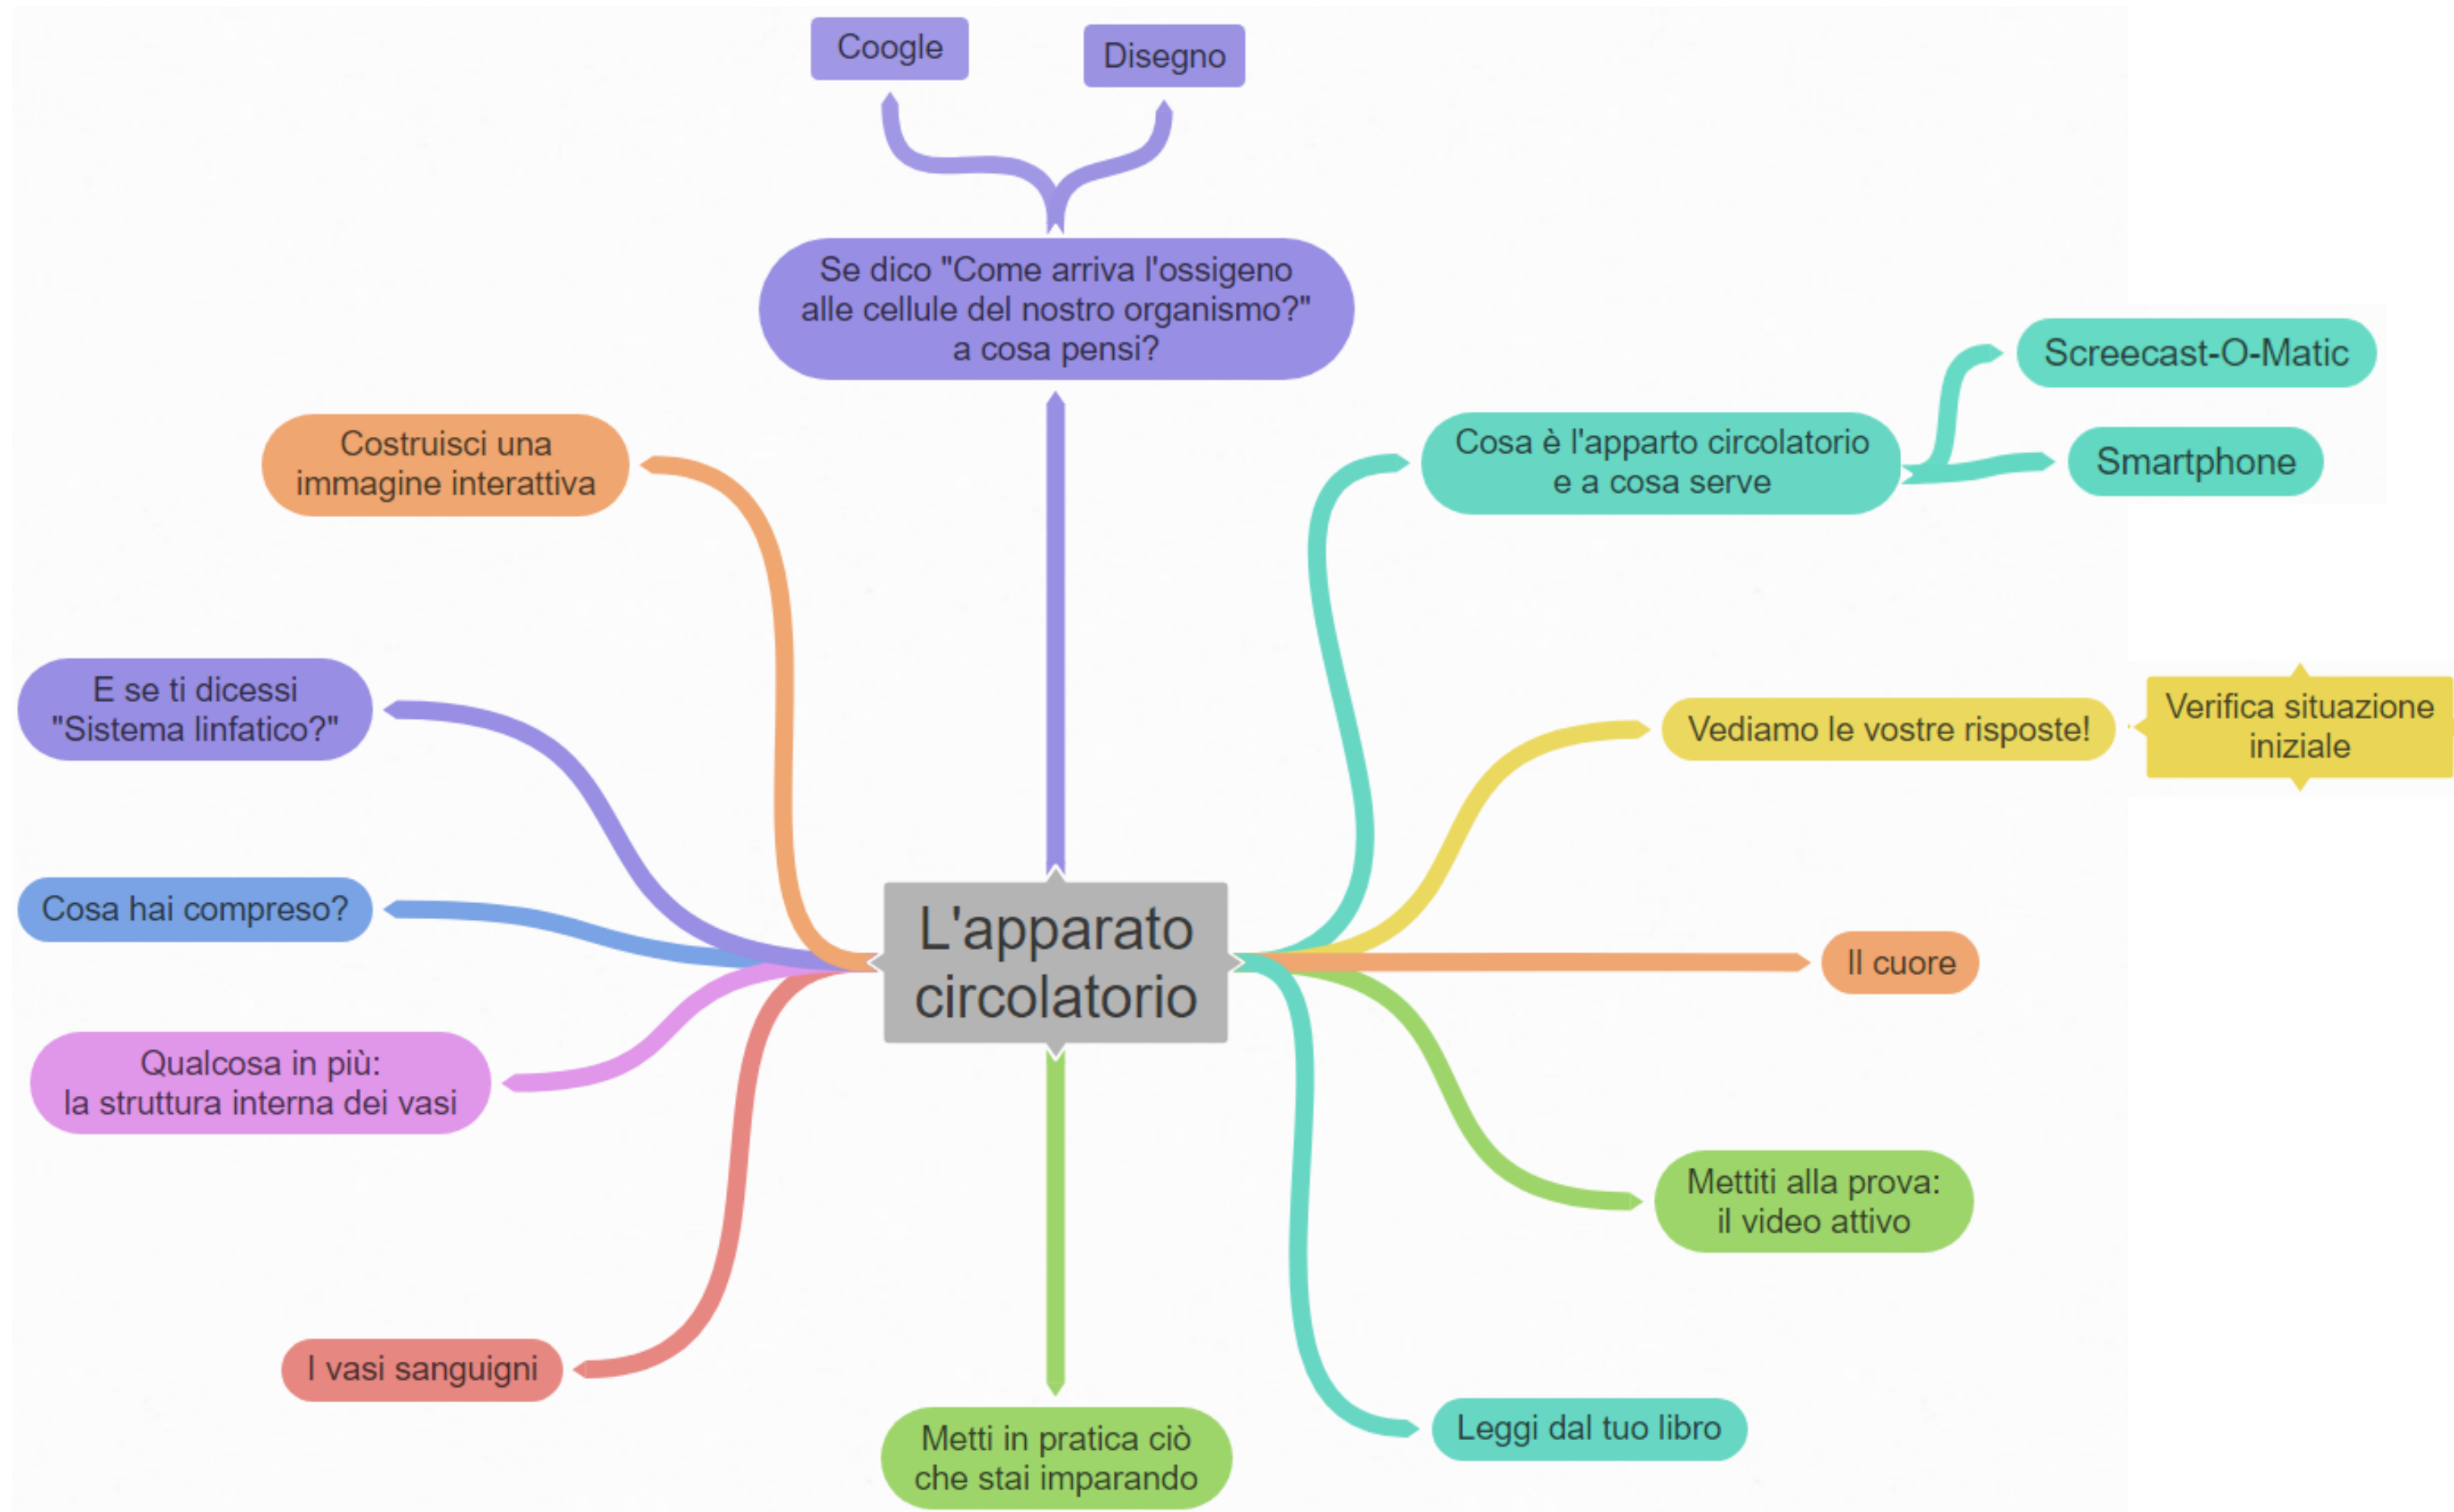 Coogle
Disegno
Se dico "Come arriva l'ossigeno
alle cellule del nostro organismo?"
a cosa pensi?
Screecast-O-Matic
Cosa è l'apparto circolatorio
e a cosa serve
Smartphone
Costruisci una
immagine interattiva
E se ti dicessi
"Sistema linfatico?"
Vediamo le vostre risposte!
Verifica situazione
iniziale
Cosa hai compreso?
L'apparato
circolatorio
Il cuore
Qualcosa in più:
la struttura interna dei vasi
Mettiti alla prova:
il video attivo
I vasi sanguigni
Metti in pratica ciò
che stai imparando
Leggi dal tuo libro